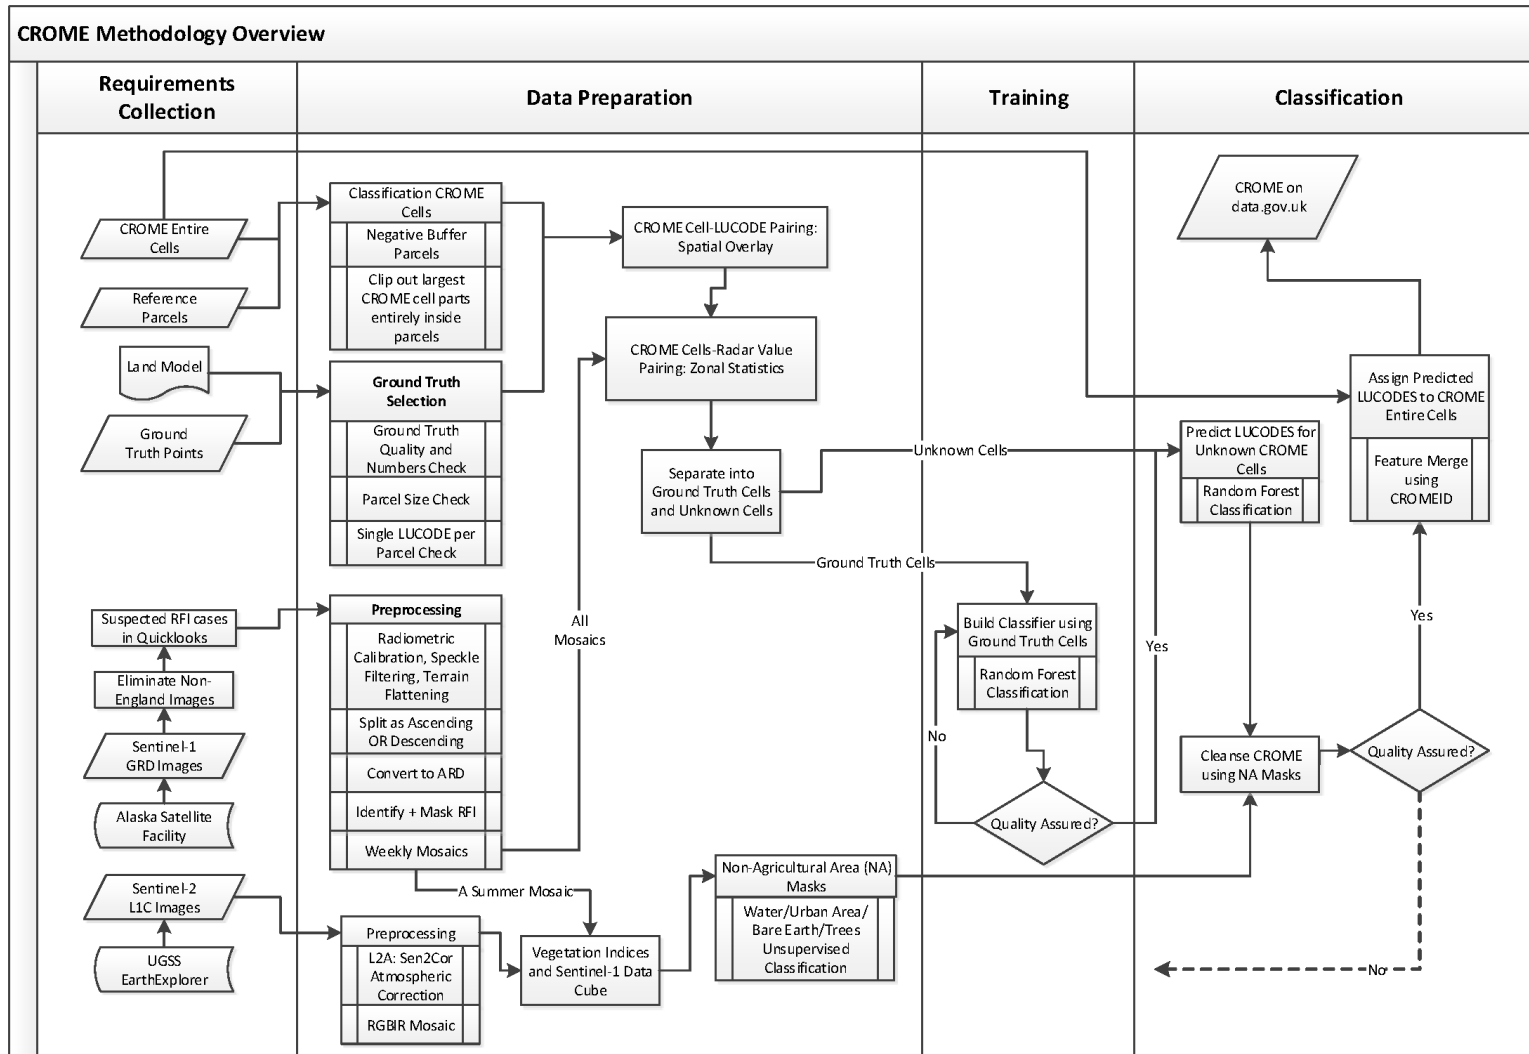 CROME Methodology Overview
Requirements
Collection
Data Preparation
Training
Classification
CROME Entire
Cells
Reference
Parcels
Land Model
Ground
Truth Points
Suspected RFI cases
in Quicklooks
Eliminate Non-
England Images
Sentinel-1
GRD Images
Alaska Satellite
Facility
Sentinel-2
L1C Images
UGSS
EarthExplorer
Classification CROME
Cells
Negative Buffer
Parcels
Clip out largest
CROME cell parts
entirely inside
parcels
Ground Truth
Selection
Ground Truth
Quality and
Numbers Check
Parcel Size Check
Single LUCODE per
Parcel Check
Preprocessing
Radiometric
Calibration, Speckle
Filtering, Terrain
Flattening
Split as Ascending
OR Descending
Convert to ARD
Identify + Mask RFI
Weekly Mosaics
A Summer Mosaic
Preprocessing
L2A: Sen2Cor
Atmospheric
Correction
RGBIR Mosaic
CROME Cell-LUCODE Pairing:
Spatial Overlay
CROME Cells-Radar Value
Pairing: Zonal Statistics
Separate into
Ground Truth Cells
and Unknown Cells
All
Mosaics
Vegetation Indices
and Sentinel-1 Data
Cube
Non-Agricultural Area (NA)
Masks
Water/Urban Area/
Bare Earth/Trees
Unsupervised
Classification
Unknown Cells
Ground Truth Cells
Build Classifier using
Ground Truth Cells
Random Forest
Classification
No
Quality Assured?
Yes
CROME on
data.gov.uk
Predict LUCODES for
Unknown CROME
Cells
Random Forest
Classification
Assign Predicted
LUCODES to CROME
Entire Cells
Feature Merge
using
CROMEID
Yes
Cleanse CROME
using NA Masks
Quality Assured?
No